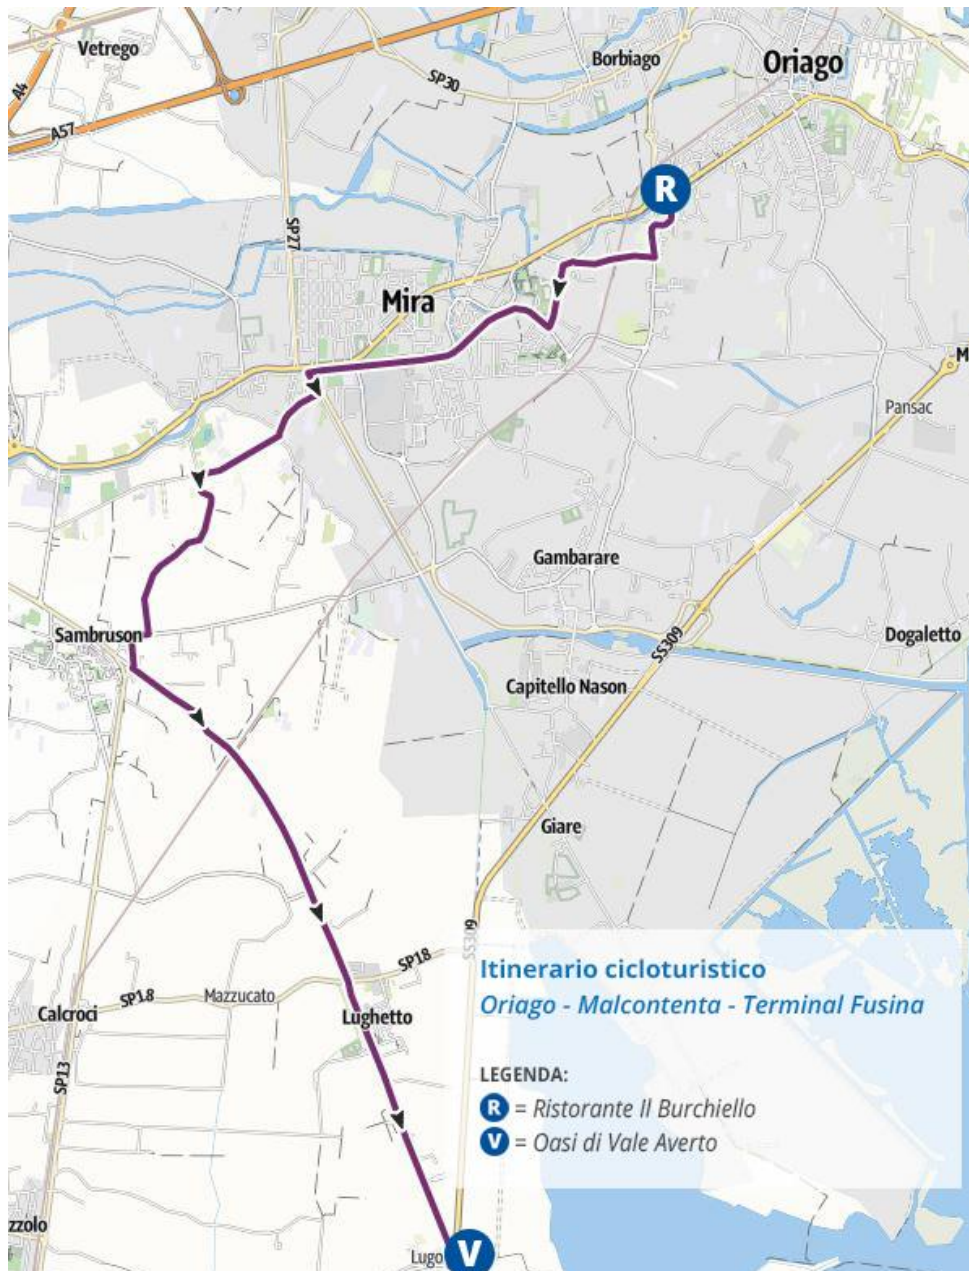 Vetrego
Borbiago
Oriago
SP30
A4
A57
R
SP27
Mira
M
Pansac
Gambarare
Sambruson
SS309
Dogaletto
Capitello Nason
Giare
SS309
Itinerario cicloturistico
Oriago - Malcontenta - Terminal Fusina
SP18
SP18
Mazzucato
Calcroci
Lughetto
SP13
LEGENDA:
R = Ristorante Il Burchiello
V = Oasi di Vale Averto
zzolo
Lugo
V